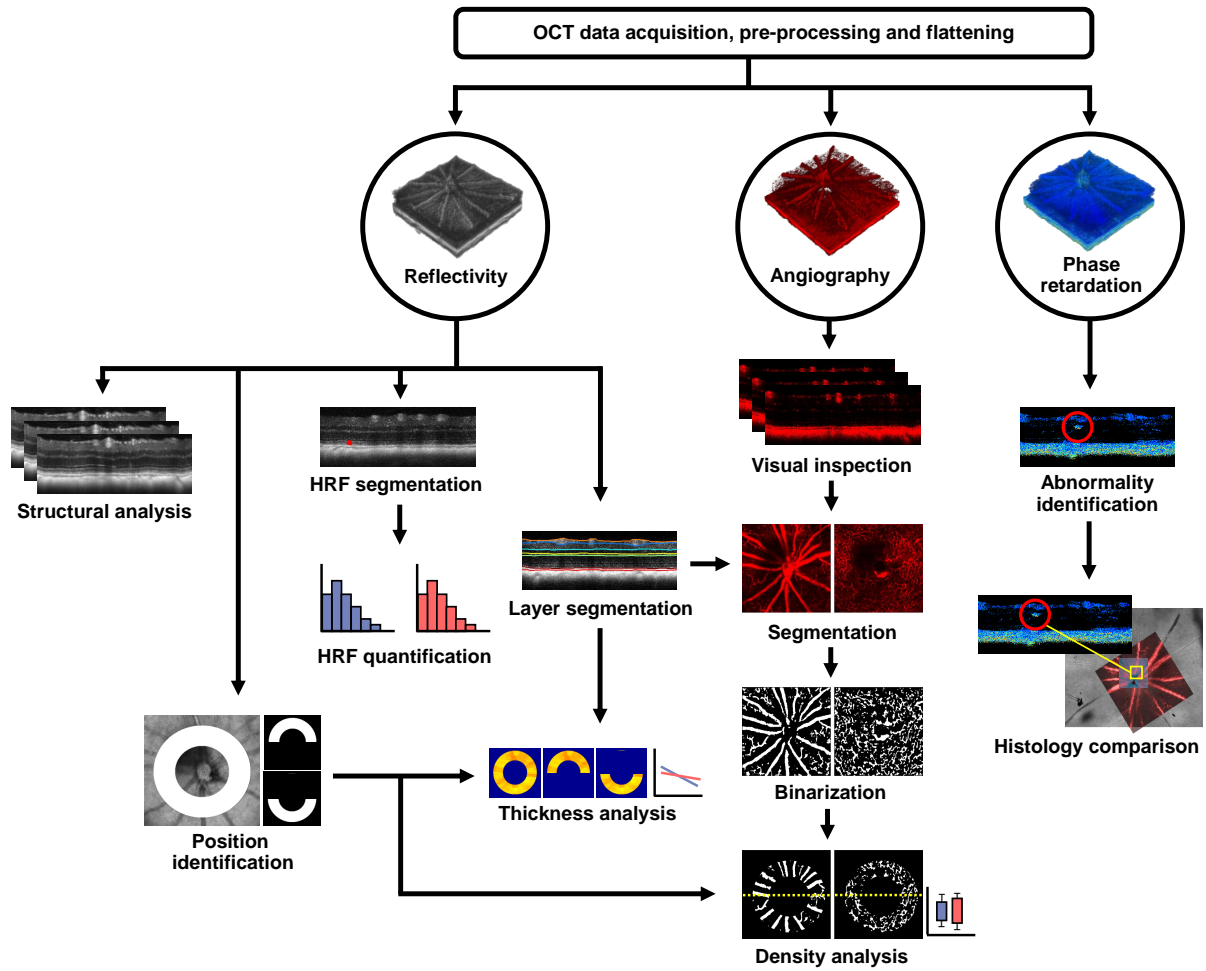 OCT data acquisition, pre-processing and flattening
Reflectivity
Angiography
Phase
retardation
Structural analysis
HRF segmentation
Visual inspection
Abnormality
identification
Layer segmentation
Segmentation
HRF quantification
Histology comparison
Position
identification
Thickness analysis
Binarization
Density analysis